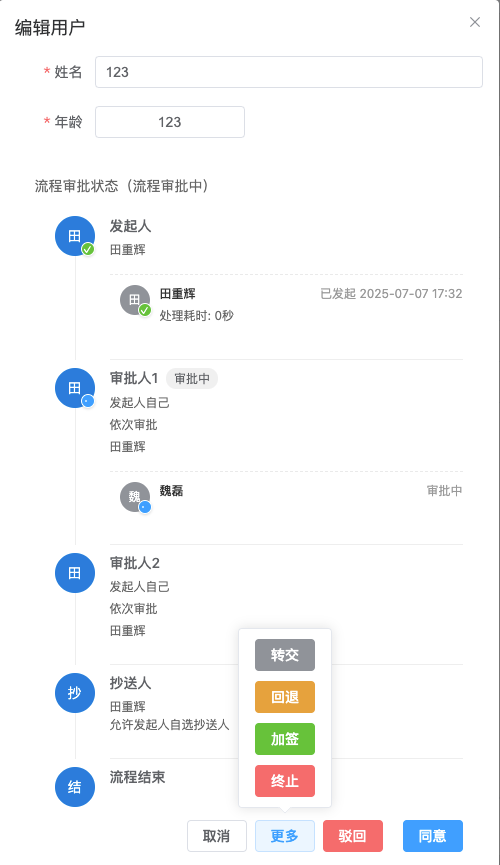 编辑用户
* 姓名 123
* 年龄 123
流程审批状态（流程审批中）
田 发起人
田重辉
田 田重辉 已发起 2025-07-07 17:32
处理耗时: 0秒
田 审批人1 审批中
发起人自己
依次审批
田重辉
魏 魏磊 审批中
田 审批人2
发起人自己
依次审批
田重辉
转交
抄 抄送人
田重辉
回退
允许发起人自选抄送人
加签
结 流程结束
终止
取消 更多 驳回 同意